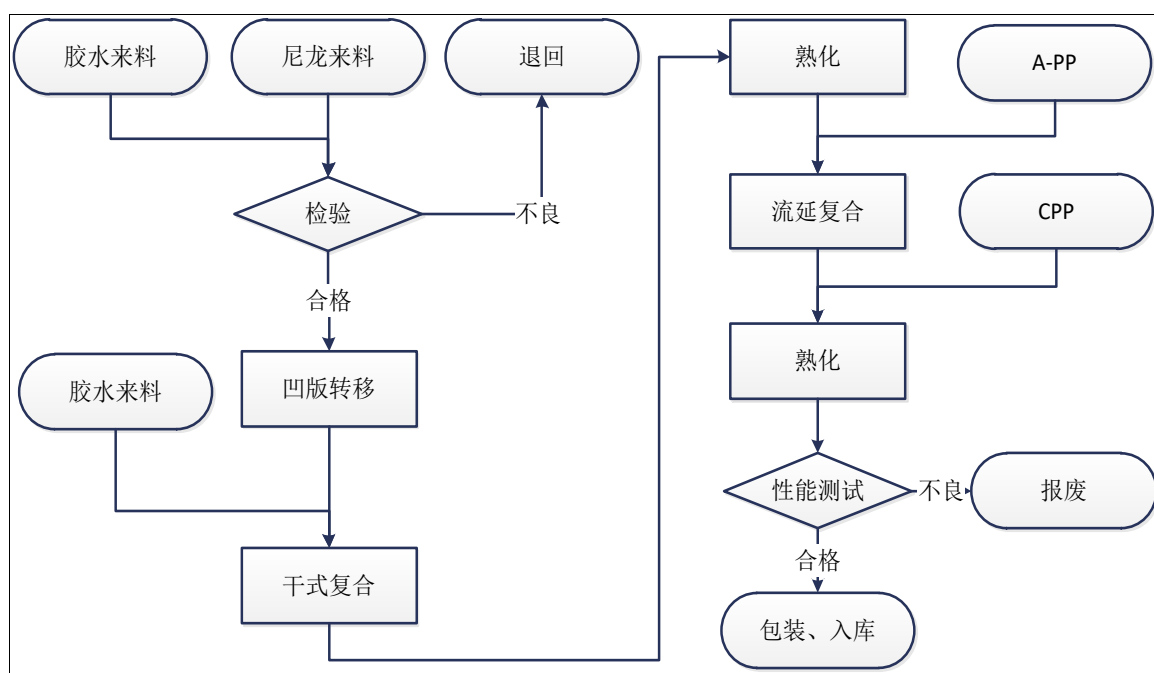 胶水来料
尼龙来料
退回
检验
不良
合格
胶水来料
凹版转移
干式复合
熟化
A-PP
流延复合
CPP
熟化
性能测试
不良
报废
合格
包装、入库